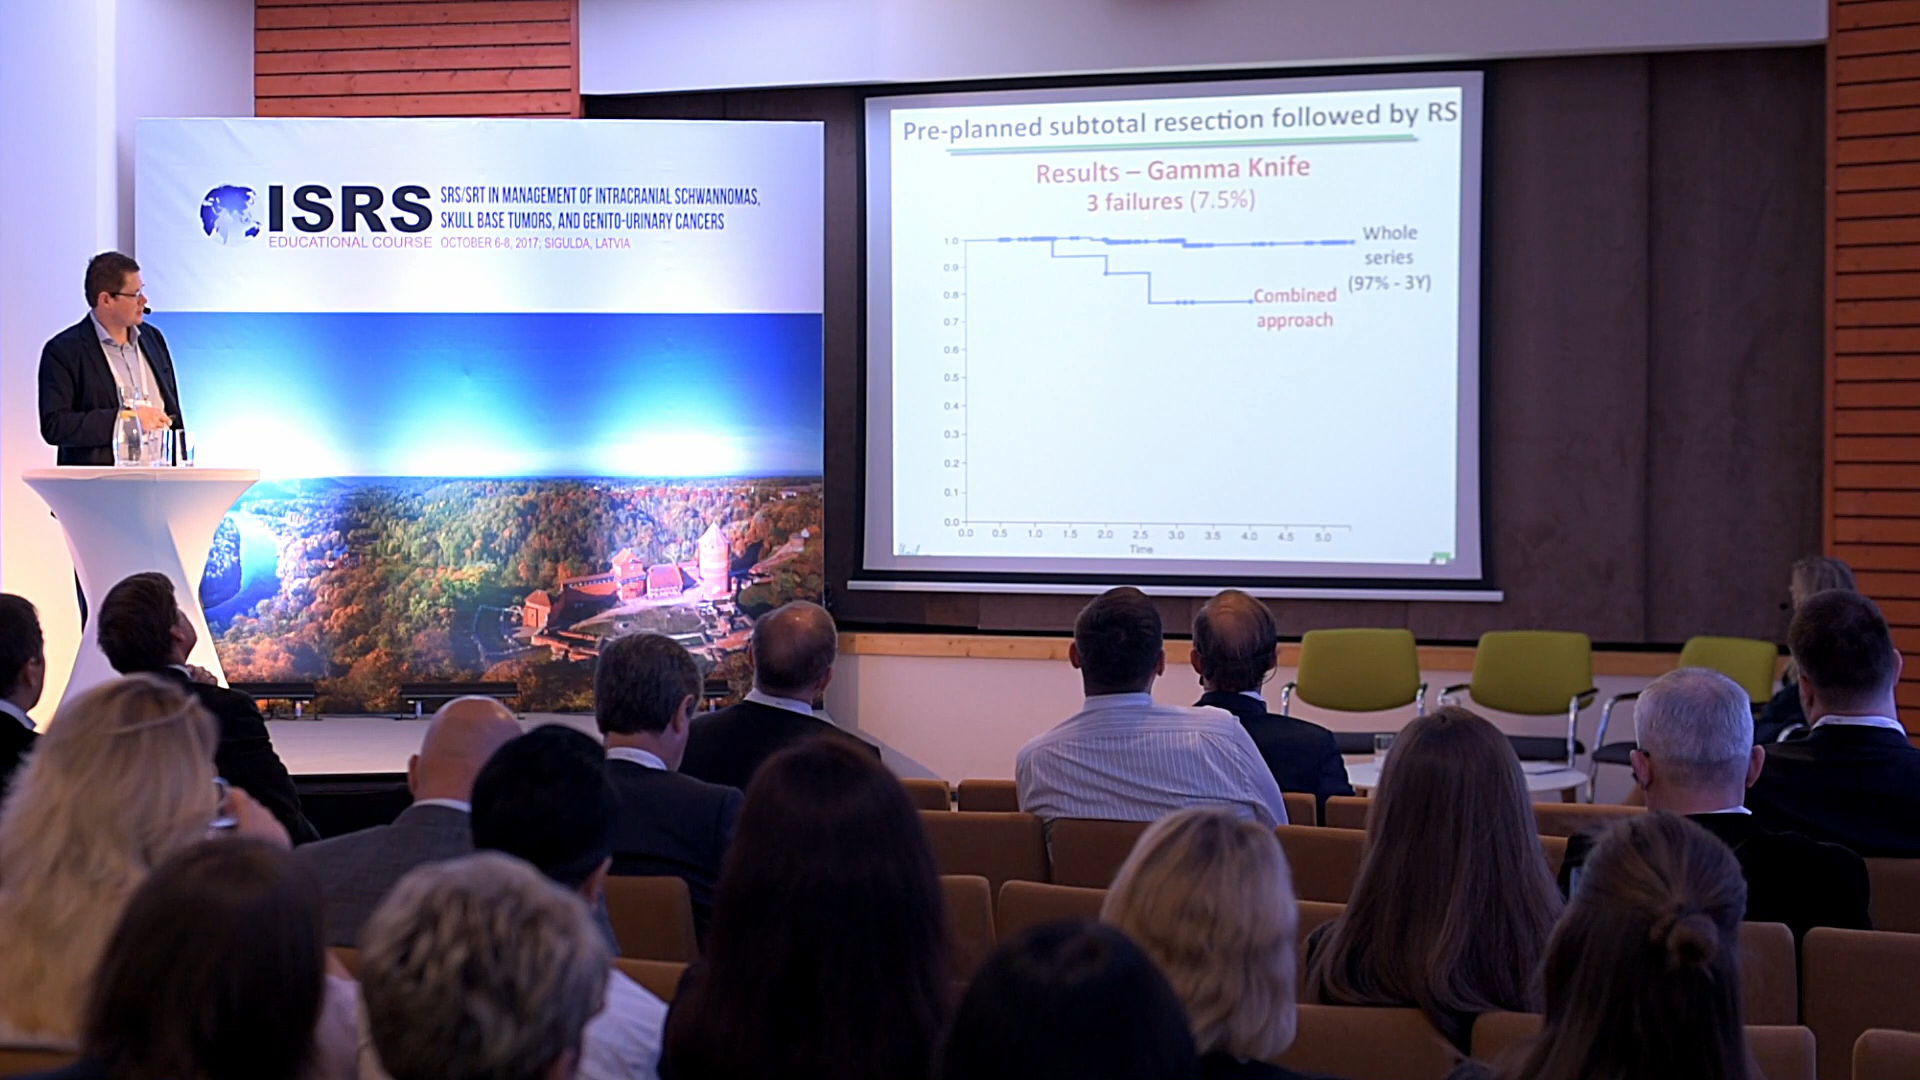 ISRS
EDUCATIONAL COURSE
SRS/SRT IN MANAGEMENT OF INTRACRANIAL SCHWANNOMAS,
SKULL BASE TUMORS, AND GENITO-URINARY CANCERS
OCTOBER 6-8, 2017; SIGULDA, LATVIA
Pre-planned subtotal resection followed by RS
Results – Gamma Knife
3 failures (7.5%)
Whole
series
(97% - 3Y)
Combined
approach
1.0
0.9
0.8
0.7
0.6
0.5
0.4
0.3
0.2
0.1
0.0
0.0 0.5 1.0 1.5 2.0 2.5 3.0 3.5 4.0 4.5 5.0
Time